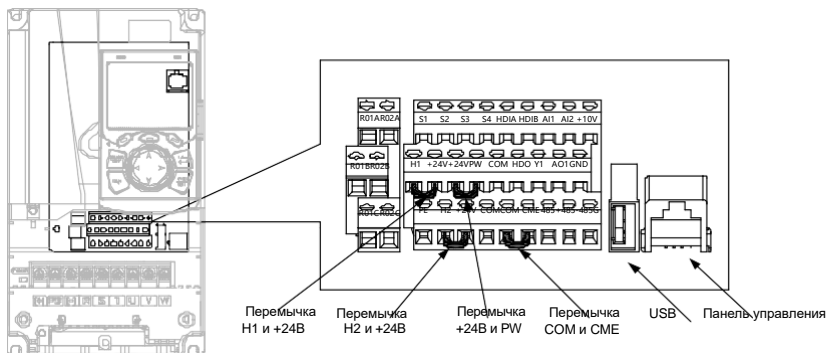 R01A R02A
S1 S2 S3 S4 HDIA HDIB AI1 AI2 +10V
R01B R02B
H1 +24V +24V PW COM HDO Y1 AO1 GND
R01C R02C
PE H2 +24V COM COM CME 485+ 485- 485G
R S T U V W
Перемычка
H1 и +24В
Перемычка
H2 и +24В
Перемычка
+24В и PW
Перемычка
COM и CME
USB
Панель управления